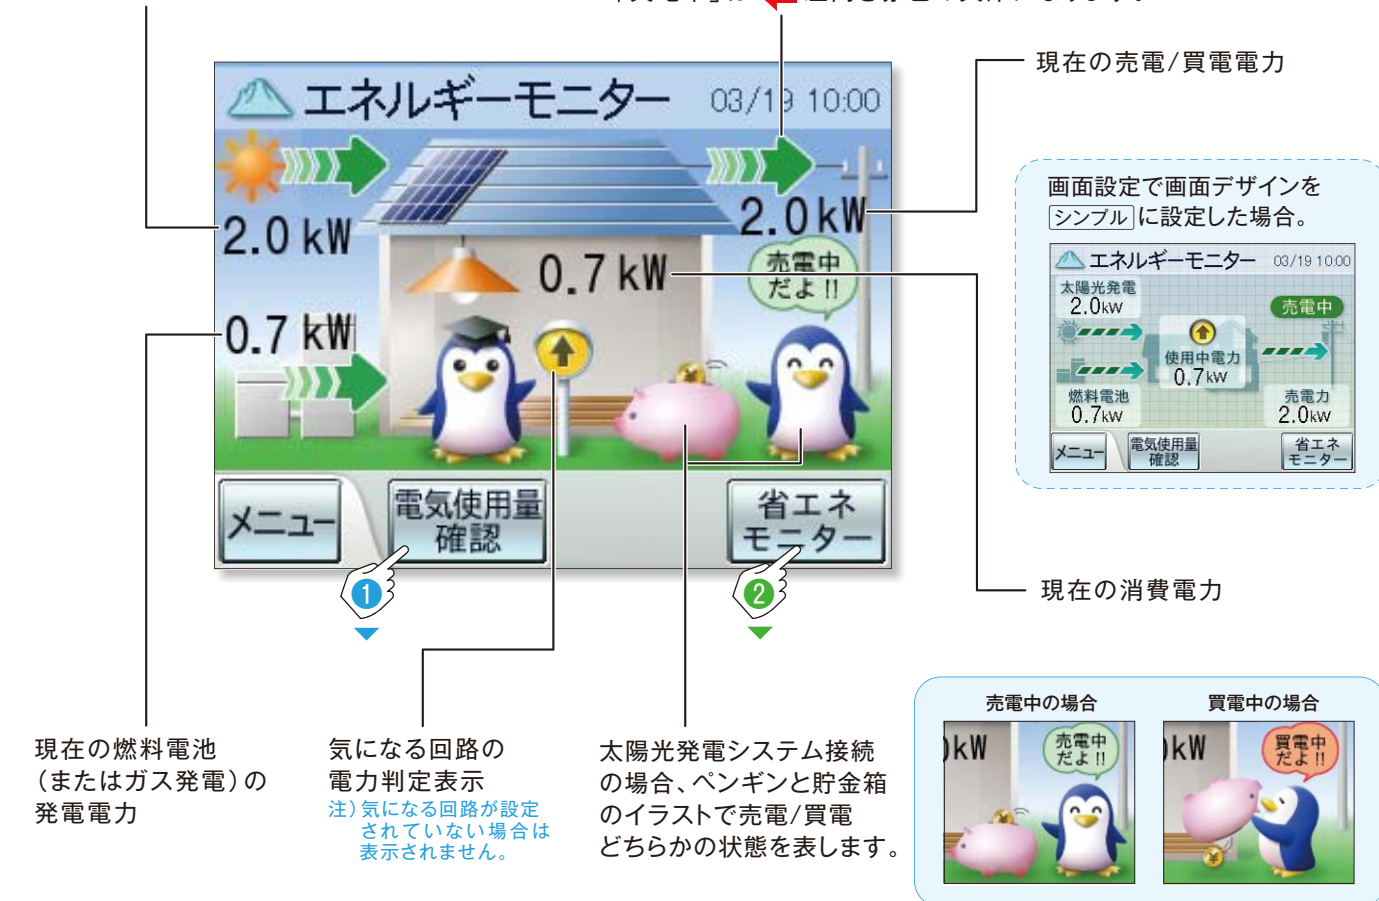 現在の売電/買電電力
エネルギーモニター 03/19 10:00
2.0 kW
2.0 kW
0.7 kW
売電中
だよ!!
0.7 kW
メニュー
電気使用量
確認
省エネ
モニター
1
2
画面設定で画面デザインを
シンプルに設定した場合。
エネルギーモニター 03/19 10:00
太陽光発電
2.0kW
売電中
使用中電力
0.7kW
燃料電池
0.7kW
売電力
2.0kW
メニュー
電気使用量
確認
省エネ
モニター
現在の消費電力
現在の燃料電池
(またはガス発電)の
発電電力
気になる回路の
電力判定表示
注)気になる回路が設定
されていない場合は
表示されません。
太陽光発電システム接続
の場合、ペンギンと貯金箱
のイラストで売電/買電
どちらかの状態を表します。
売電中の場合
kW
売電中
だよ!!
買電中の場合
kW
買電中
だよ!!